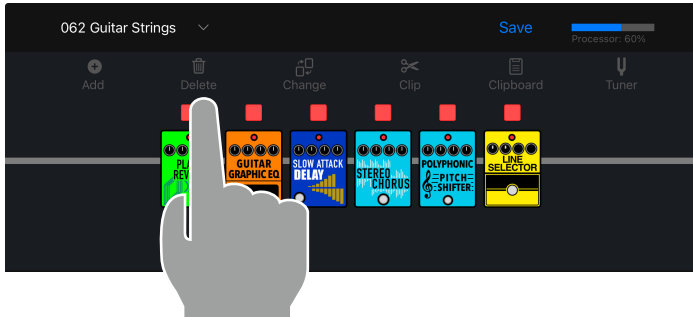 062 Guitar Strings
Save
Processor: 60%
Add
Delete
Change
Clip
Clipboard
Tuner
GUITAR
GRAPHIC EQ
SLOW ATTACK
DELAY
STEREO
CHORUS
POLYPHONIC
PITCH
SHIFTER
LINE
SELECTOR